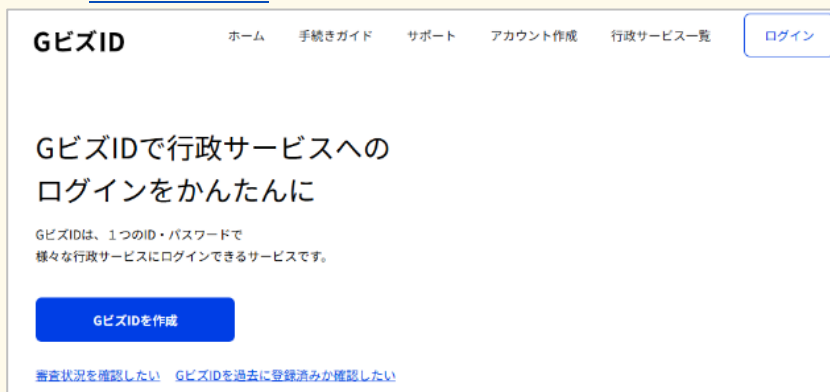 GビズID
ホーム 手続きガイド サポート アカウント作成 行政サービス一覧 ログイン
GビズIDで行政サービスへの
ログインをかんたんに
GビズIDは、１つのID・パスワードで
様々な行政サービスにログインできるサービスです。
GビズIDを作成
審査状況を確認したい GビズIDを過去に登録済みか確認したい